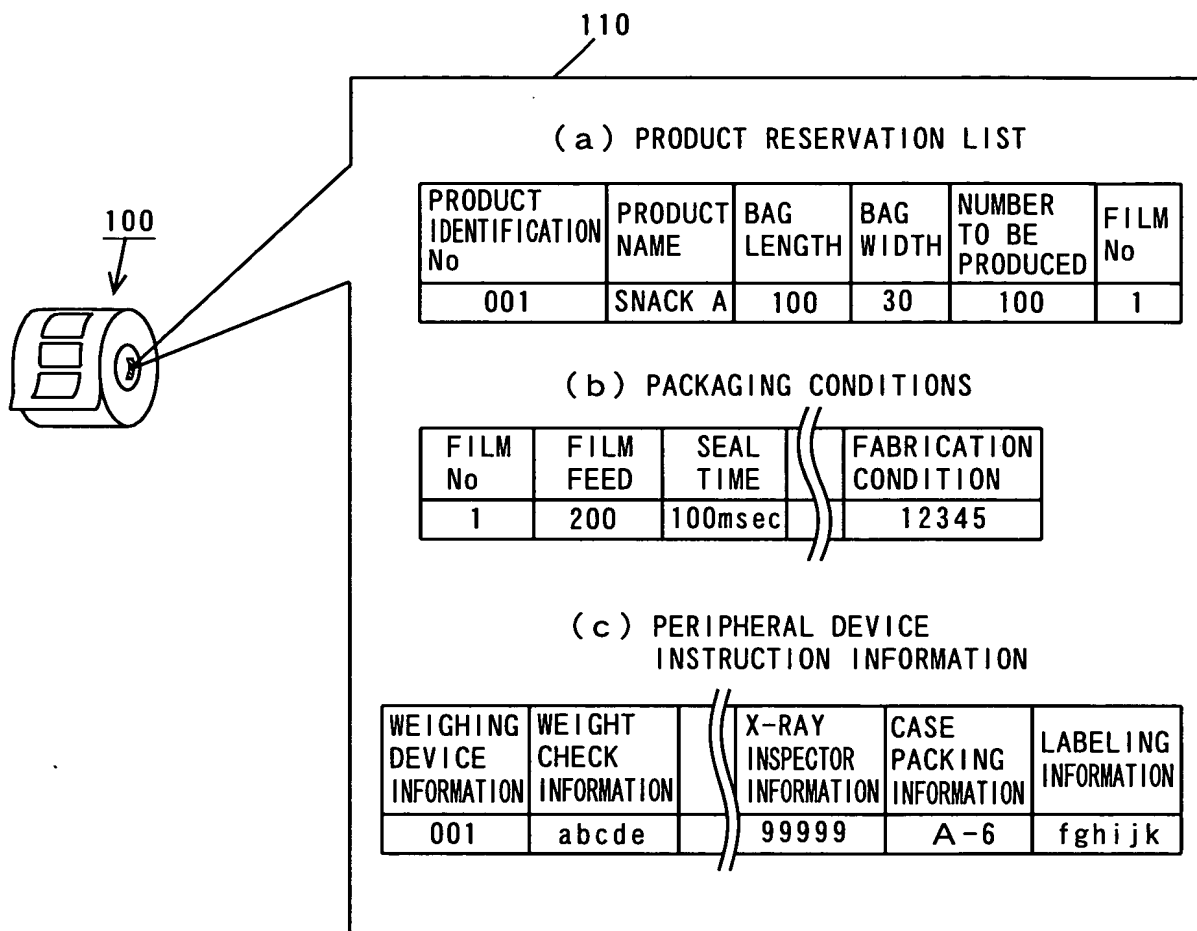 110
(a) PRODUCT RESERVATION LIST
100
PRODUCT IDENTIFICATION No | PRODUCT NAME | BAG LENGTH | BAG WIDTH | NUMBER TO BE PRODUCED | FILM No
001 | SNACK A | 100 | 30 | 100 | 1
(b) PACKAGING CONDITIONS
FILM No | FILM FEED | SEAL TIME | FABRICATION CONDITION
1 | 200 | 100msec | 12345
(c) PERIPHERAL DEVICE
INSTRUCTION INFORMATION
WEIGHING DEVICE INFORMATION | WEIGHT CHECK INFORMATION | X-RAY INSPECTOR INFORMATION | CASE PACKING INFORMATION | LABELING INFORMATION
001 | abcde | 99999 | A-6 | fghijk